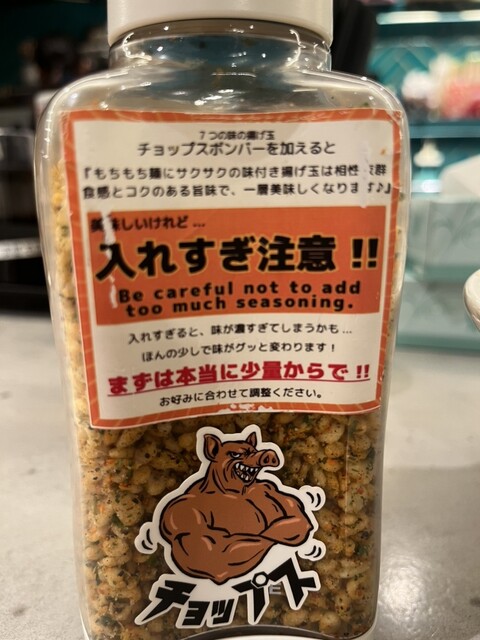 7つの味の揚げ玉
チョップスボンバーを加えると
『もちもち麺にサクサクの味付き揚げ玉は相性抜群
食感とコクのある旨味で、一層美味しくなります♪』
美味しいけれど...
入れすぎ注意!!
Be careful not to add
too much seasoning.
入れすぎると、味が濃すぎてしまうかも...
ほんの少しで味がグッと変わります!
まずは本当に少量からで!!
お好みに合わせて調整ください。
チョップス